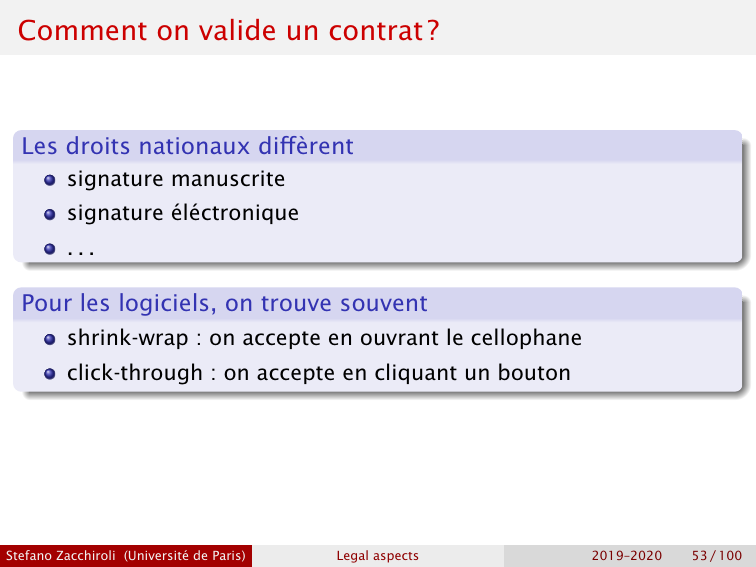 Comment on valide un contrat ?
Les droits nationaux diffèrent
signature manuscrite
signature éléctronique
...
Pour les logiciels, on trouve souvent
shrink-wrap : on accepte en ouvrant le cellophane
click-through : on accepte en cliquant un bouton
Stefano Zacchiroli (Université de Paris) Legal aspects 2019–2020 53 / 100